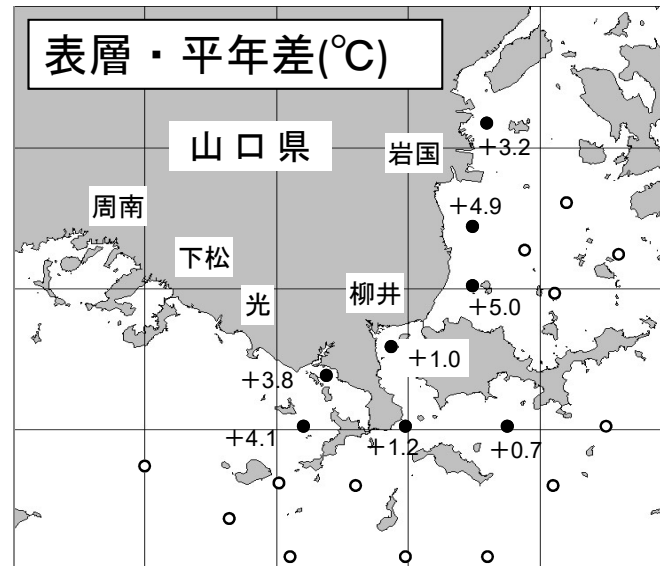 表層・平年差(℃)
山口県
岩国
+3.2
周南
+4.9
下松
光
柳井
+5.0
+1.0
+3.8
+4.1
+1.2
+0.7